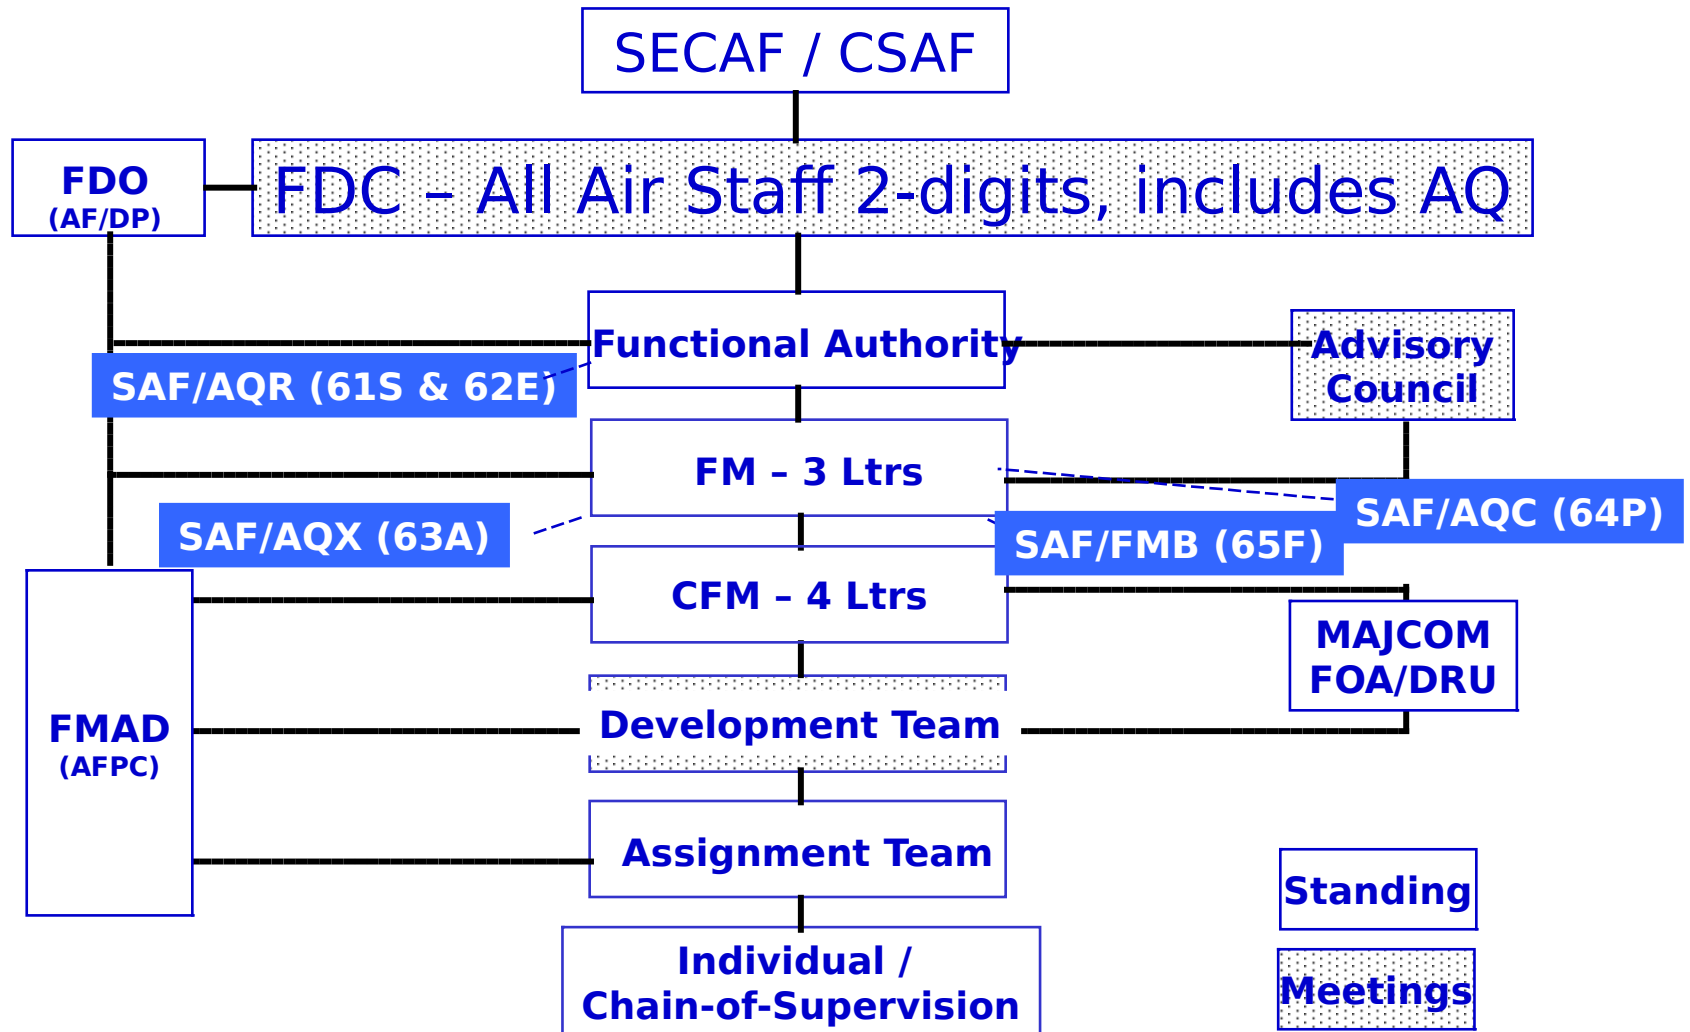 SECAF / CSAF
FDO
(AF/DP)
FDC – All Air Staff 2-digits, includes AQ
Functional Authority
Advisory
Council
SAF/AQR (61S & 62E)
FM – 3 Ltrs
SAF/AQC (64P)
SAF/AQX (63A)
SAF/FMB (65F)
CFM – 4 Ltrs
MAJCOM
FOA/DRU
FMAD
(AFPC)
Development Team
Assignment Team
Standing
Individual /
Chain-of-Supervision
Meetings